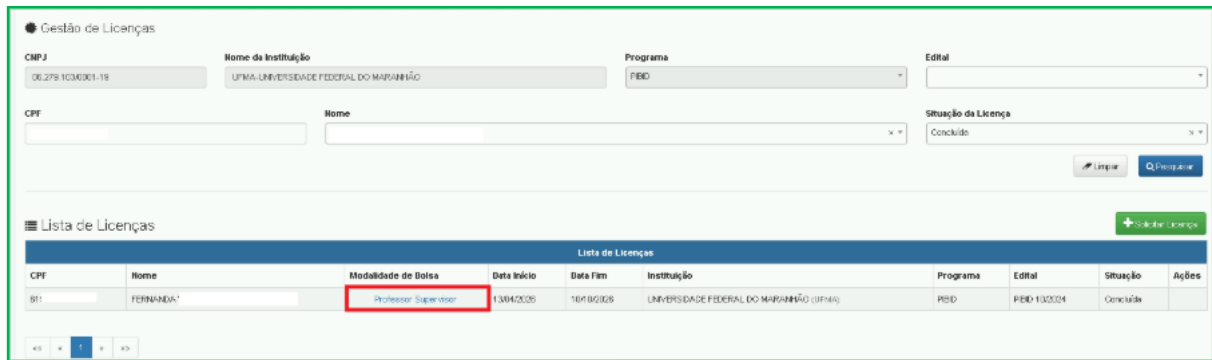 Gestão de Licenças
CNPJ Nome da Instituição Programa Edital
06.279.103/0001-19 UFMA-UNIVERSIDADE FEDERAL DO MARANHÃO PIBID
CPF Nome Situação da Licença
Concluída
Limpar Pesquisar
Lista de Licenças
Solicitar Licença
Lista de Licenças
CPF Nome Modalidade de Bolsa Data Início Data Fim Instituição Programa Edital Situação Ações
FERNANDA Professor Supervisor 13/04/2026 UNIVERSIDADE FEDERAL DO MARANHÃO (UFMA) PIBID PIBID 10/2024 Concluída
1